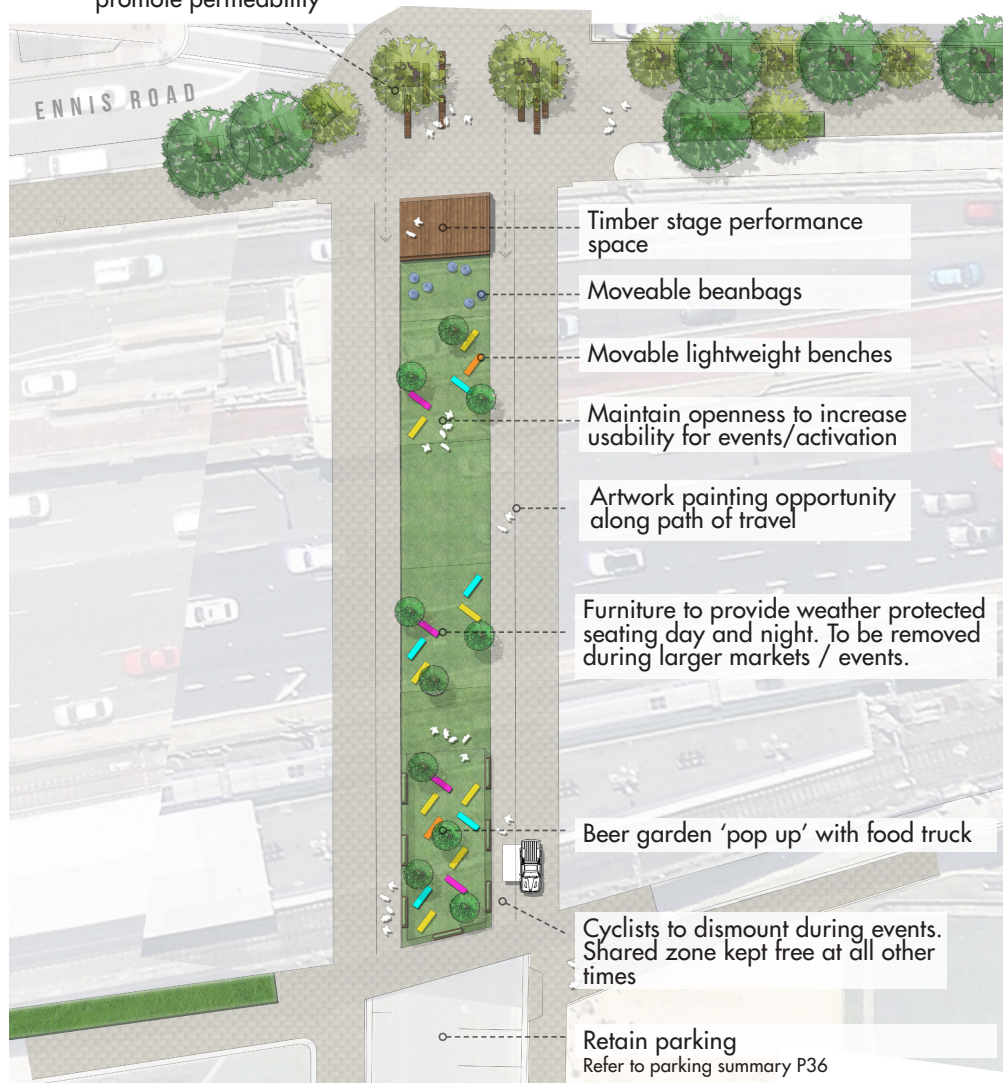 promote permeability
ENNIS ROAD
Timber stage performance
space
Moveable beanbags
Movable lightweight benches
Maintain openness to increase
usability for events/activation
Artwork painting opportunity
along path of travel
Furniture to provide weather protected
seating day and night. To be removed
during larger markets / events.
Beer garden ‘pop up’ with food truck
Cyclists to dismount during events.
Shared zone kept free at all other
times
Retain parking
Refer to parking summary P36